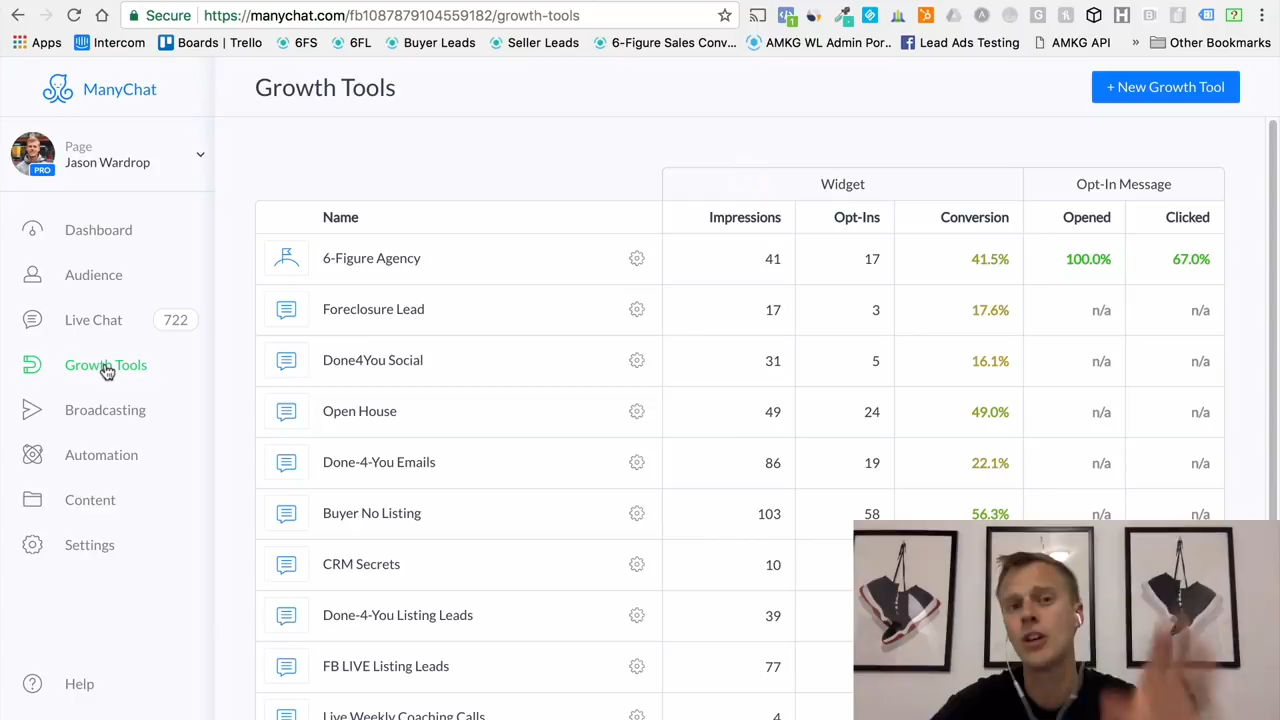 Secure
https://manychat.com/fb1087879104559182/growth-tools
Apps
Intercom
Boards | Trello
6FS
6FL
Buyer Leads
Seller Leads
6-Figure Sales Conv...
AMKG WL Admin Por..
Lead Ads Testing
AMKG API
»
Other Bookmarks
ManyChat
Page
Jason Wardrop
PRO
Dashboard
Audience
Live Chat
722
Growth Tools
Broadcasting
Automation
Content
Settings
Help
Growth Tools
+ New Growth Tool
Widget
Opt-In Message
Name
Impressions
Opt-Ins
Conversion
Opened
Clicked
6-Figure Agency
41
17
41.5%
100.0%
67.0%
Foreclosure Lead
17
3
17.6%
n/a
n/a
Done4You Social
31
5
16.1%
n/a
n/a
Open House
49
24
49.0%
n/a
n/a
Done-4-You Emails
86
19
22.1%
n/a
n/a
Buyer No Listing
103
58
56.3%
n/a
n/a
CRM Secrets
10
Done-4-You Listing Leads
39
FB LIVE Listing Leads
77
Live Weekly Coaching Calls
4